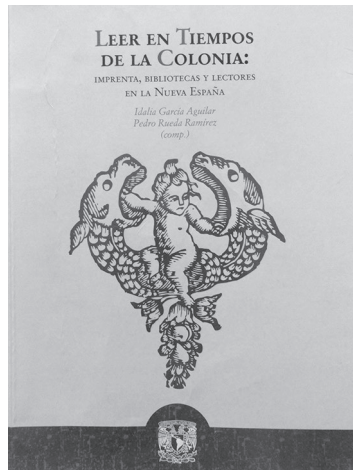 LEER EN TIEMPOS
DE LA COLONIA:
IMPRENTA, BIBLIOTECAS Y LECTORES
EN LA NUEVA ESPAÑA
Idalia García Aguilar
Pedro Rueda Ramírez
(comp.)